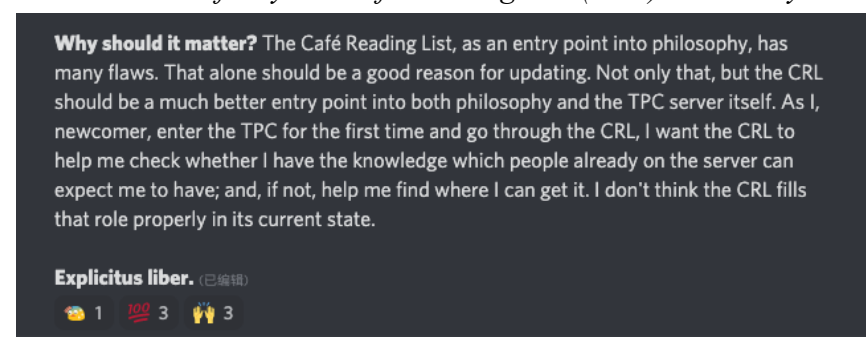 Why should it matter? The Café Reading List, as an entry point into philosophy, has
many flaws. That alone should be a good reason for updating. Not only that, but the CRL
should be a much better entry point into both philosophy and the TPC server itself. As I,
newcomer, enter the TPC for the first time and go through the CRL, I want the CRL to
help me check whether I have the knowledge which people already on the server can
expect me to have; and, if not, help me find where I can get it. I don't think the CRL fills
that role properly in its current state.
Explicitus liber. (已编辑)
1 100 3 3